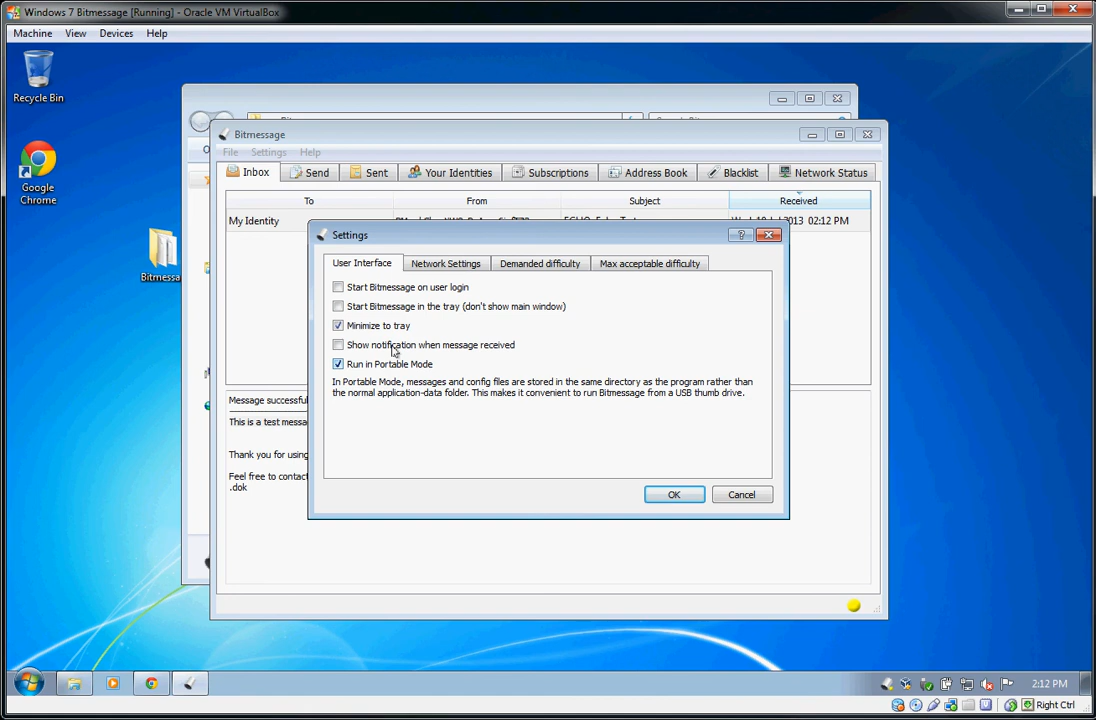 Windows 7 Bitmessage [Running] - Oracle VM VirtualBox
Machine View Devices Help
Recycle Bin
Google
Chrome
Bitmessa
Bitmessage
File Settings Help
Inbox Send Sent Your Identities Subscriptions Address Book Blacklist Network Status
To From Subject Received
My Identity 2013 02:12 PM
Settings
User Interface Network Settings Demanded difficulty Max acceptable difficulty
Start Bitmessage on user login
Start Bitmessage in the tray (don't show main window)
Minimize to tray
Show notification when message received
Run in Portable Mode
In Portable Mode, messages and config files are stored in the same directory as the program rather than
the normal application-data folder. This makes it convenient to run Bitmessage from a USB thumb drive.
OK Cancel
Message successful
This is a test messa
Thank you for using
Feel free to contact
.dok
2:12 PM
Right Ctrl